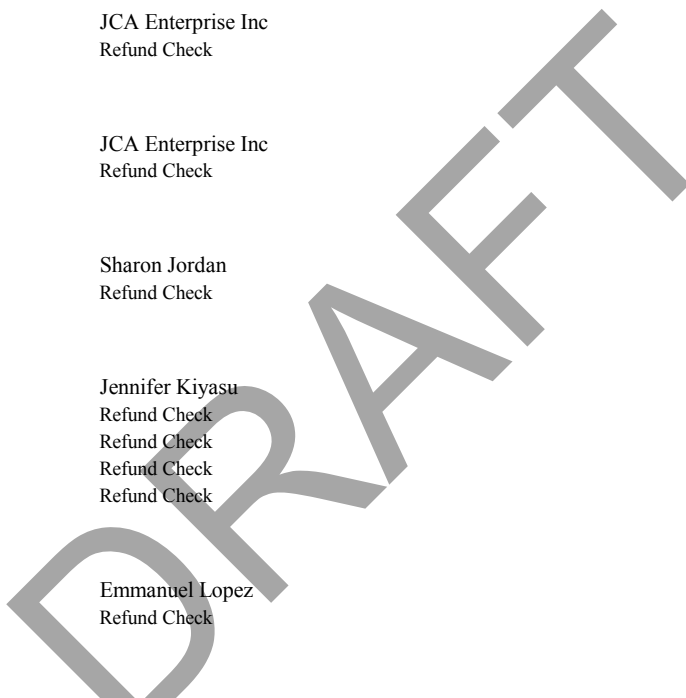 JCA Enterprise Inc
Refund Check
JCA Enterprise Inc
Refund Check
Sharon Jordan
Refund Check
Jennifer Kiyasu
Refund Check
Refund Check
Refund Check
Refund Check
Emmanuel Lopez
Refund Check
DRAFT